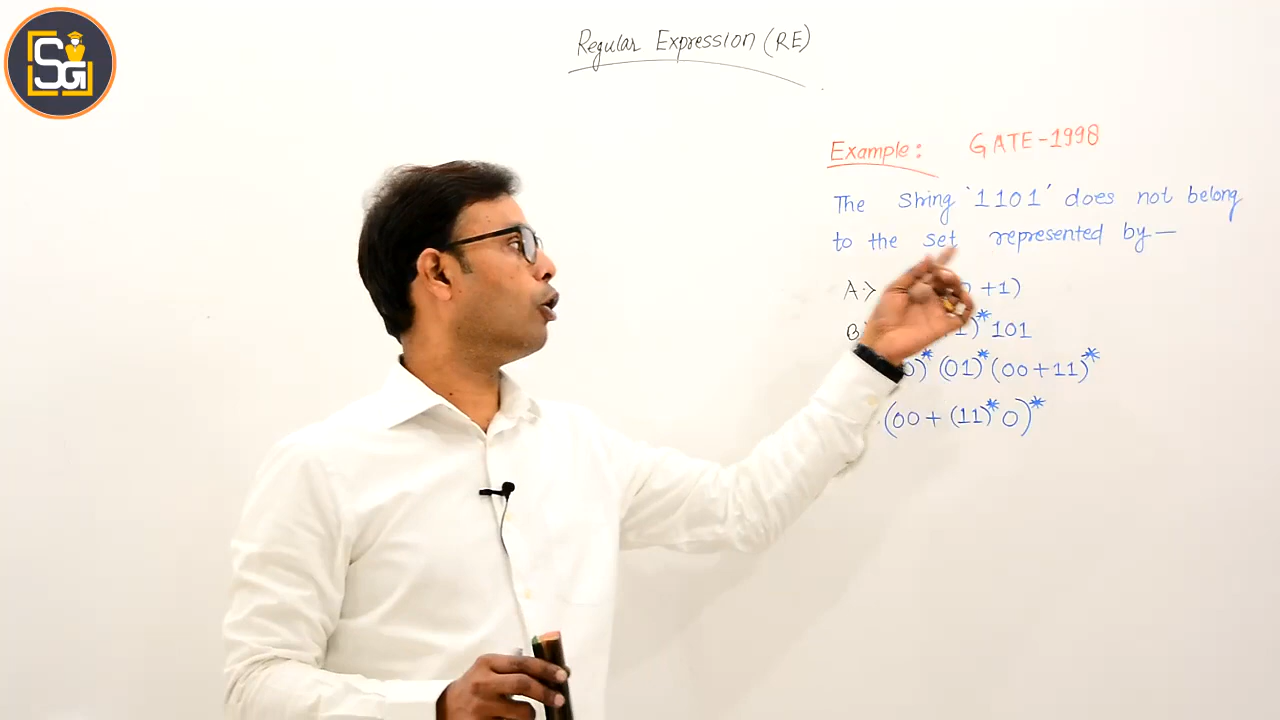 SG
Regular Expression (RE)
Example: GATE-1998
The String '1101' does not belong
to the set represented by—
A:> +1)
B )* 101
0)* (01)* (00+11)*
(00+ (11)* 0)*